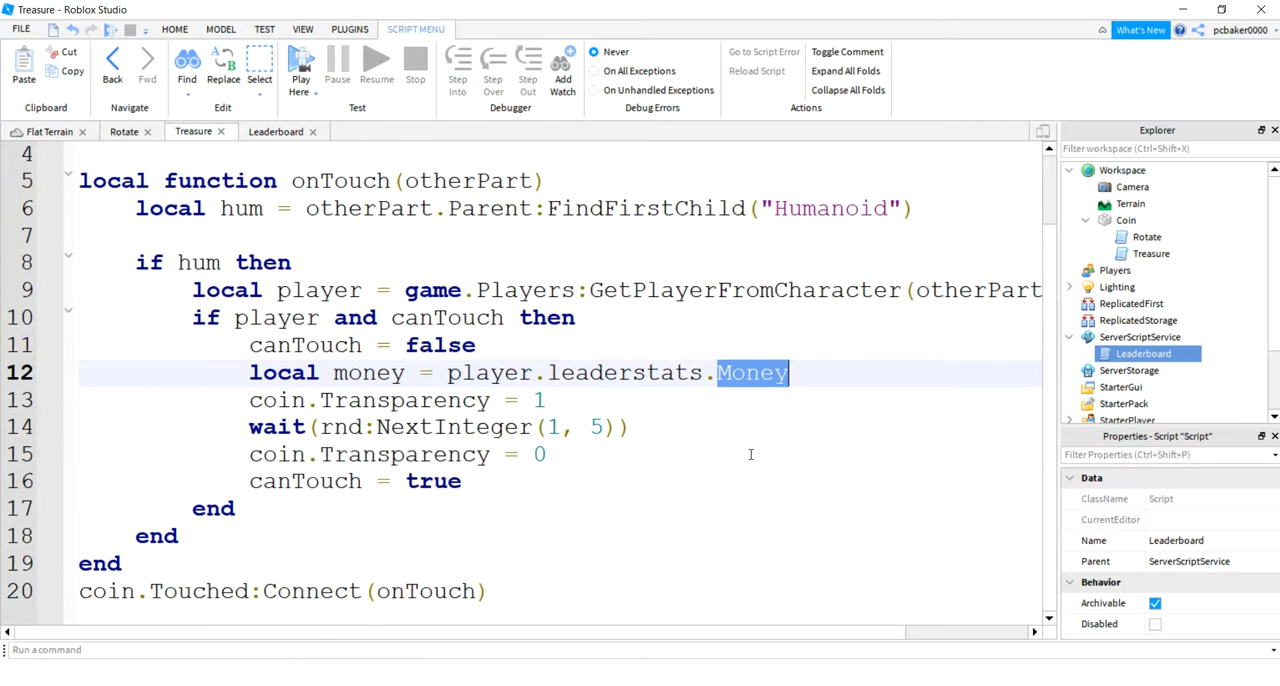 Treasure - Roblox Studio
FILE HOME MODEL TEST VIEW PLUGINS SCRIPT MENU What's New pcbaker0000
Paste Cut Copy Back Fwd Find Replace Select Play Here Pause Resume Stop Step Into Step Over Step Out Add Watch Never On All Exceptions On Unhandled Exceptions Go to Script Error Reload Script Toggle Comment Expand All Folds Collapse All Folds
Clipboard Navigate Edit Test Debugger Debug Errors Actions
Flat Terrain Rotate Treasure Leaderboard
4
5 local function onTouch(otherPart)
6 local hum = otherPart.Parent:FindFirstChild("Humanoid")
7
8 if hum then
9 local player = game.Players:GetPlayerFromCharacter(otherPart
10 if player and canTouch then
11 canTouch = false
12 local money = player.leaderstats.Money
13 coin.Transparency = 1
14 wait(rnd:NextInteger(1, 5))
15 coin.Transparency = 0
16 canTouch = true
17 end
18 end
19 end
20 coin.Touched:Connect(onTouch)
Run a command
Explorer
Filter workspace (Ctrl+Shift+X)
Workspace
Camera
Terrain
Coin
Rotate
Treasure
Players
Lighting
ReplicatedFirst
ReplicatedStorage
ServerScriptService
Leaderboard
ServerStorage
StarterGui
StarterPack
StarterPlayer
Properties - Script "Script"
Filter Properties (Ctrl+Shift+P)
Data
ClassName Script
CurrentEditor
Name Leaderboard
Parent ServerScriptService
Behavior
Archivable
Disabled